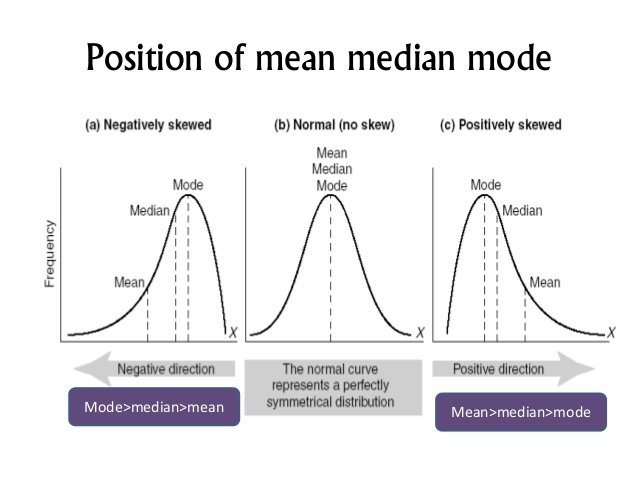 Position of mean median mode
(a) Negatively skewed
(b) Normal (no skew)
(c) Positively skewed
Frequency
Mode
Median
Mean
X
Mean
Median
Mode
X
Mode
Median
Mean
X
Negative direction
The normal curve
represents a perfectly
symmetrical distribution
Positive direction
Mode>median>mean
Mean>median>mode